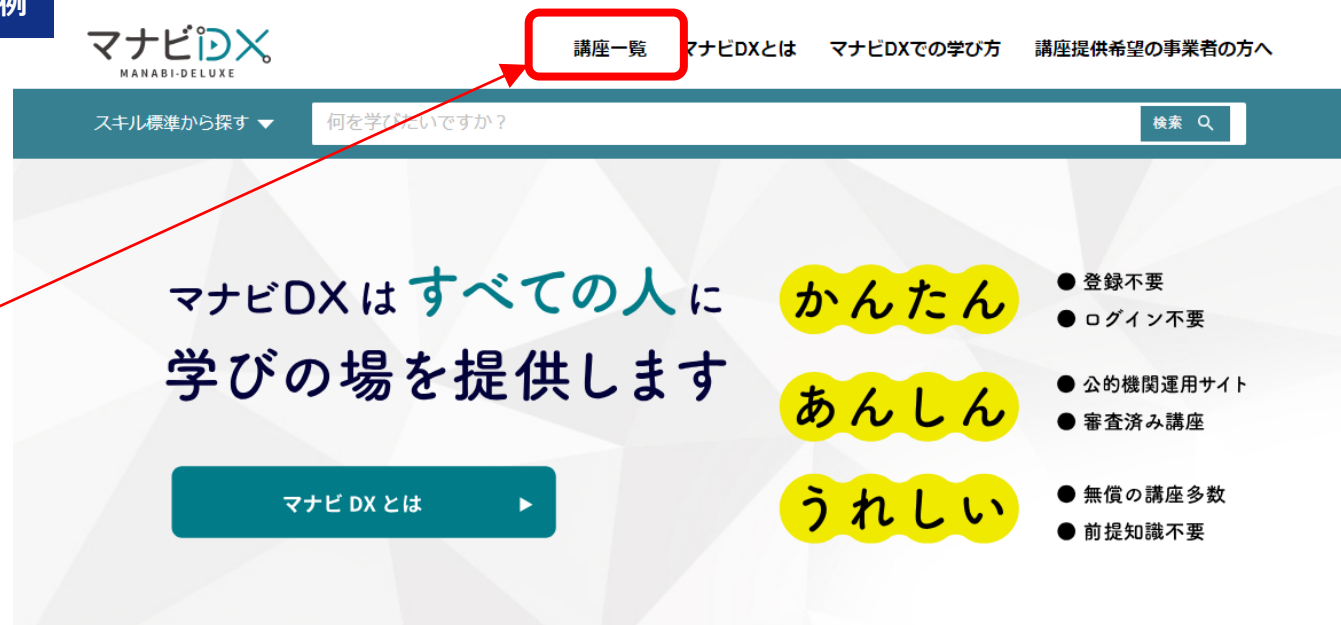 例
マナビDX
MANABI-DELUXE
講座一覧 マナビDXとは マナビDXでの学び方 講座提供希望の事業者の方へ
スキル標準から探す 何を学びたいですか？ 検索
マナビDXはすべての人に
学びの場を提供します
マナビ DX とは
かんたん
● 登録不要
● ログイン不要
あんしん
● 公的機関運用サイト
● 審査済み講座
うれしい
● 無償の講座多数
● 前提知識不要